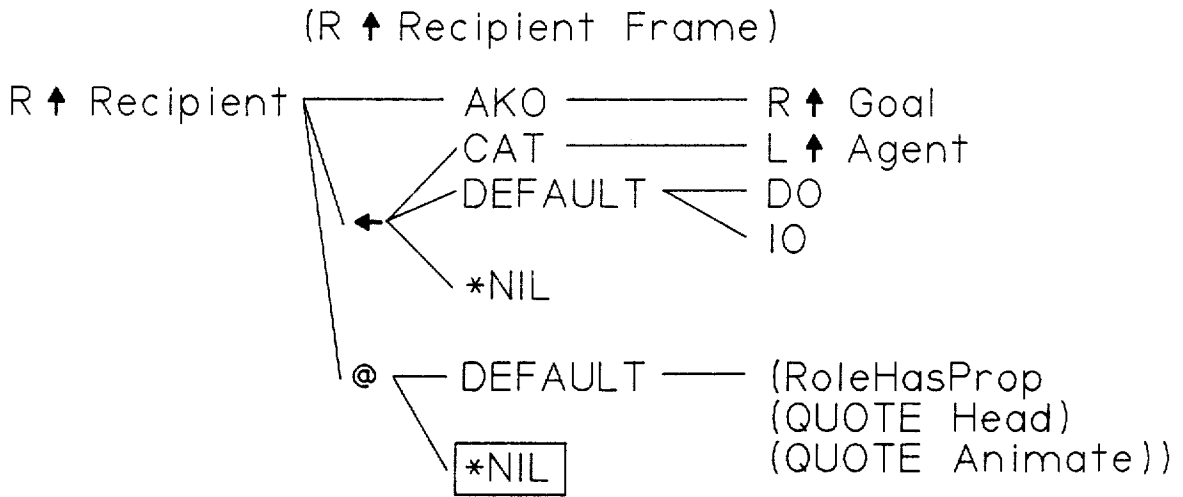 (R ↑ Recipient Frame)
R ↑ Recipient AKO R ↑ Goal
CAT L ↑ Agent
← DEFAULT DO
IO
*NIL
@ DEFAULT (RoleHasProp
(QUOTE Head)
(QUOTE Animate))
*NIL